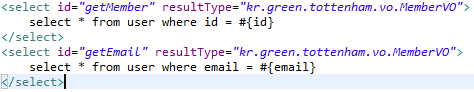 <select id="getMember" resultType="kr.green.tottenham.vo.MemberVO">
select * from user where id = #{id}
</select>
<select id="getEmail" resultType="kr.green.tottenham.vo.MemberVO">
select * from user where email = #{email}
</select>